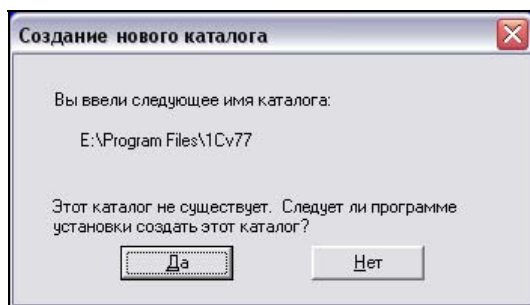 Создание нового каталога
Вы ввели следующее имя каталога:
E:\Program Files\1Cv77
Этот каталог не существует. Следует ли программе
установки создать этот каталог?
Да
Нет